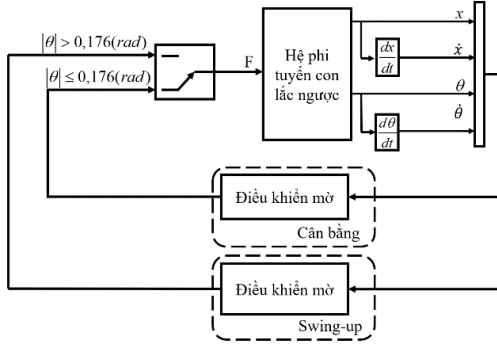 |θ| > 0,176(rad)
|θ| ≤ 0,176(rad)
F
Hệ phi
tuyến con
lắc ngược
x
dx
dt
ẋ
θ
dθ
dt
θ̇
Điều khiển mờ
Cân bằng
Điều khiển mờ
Swing-up